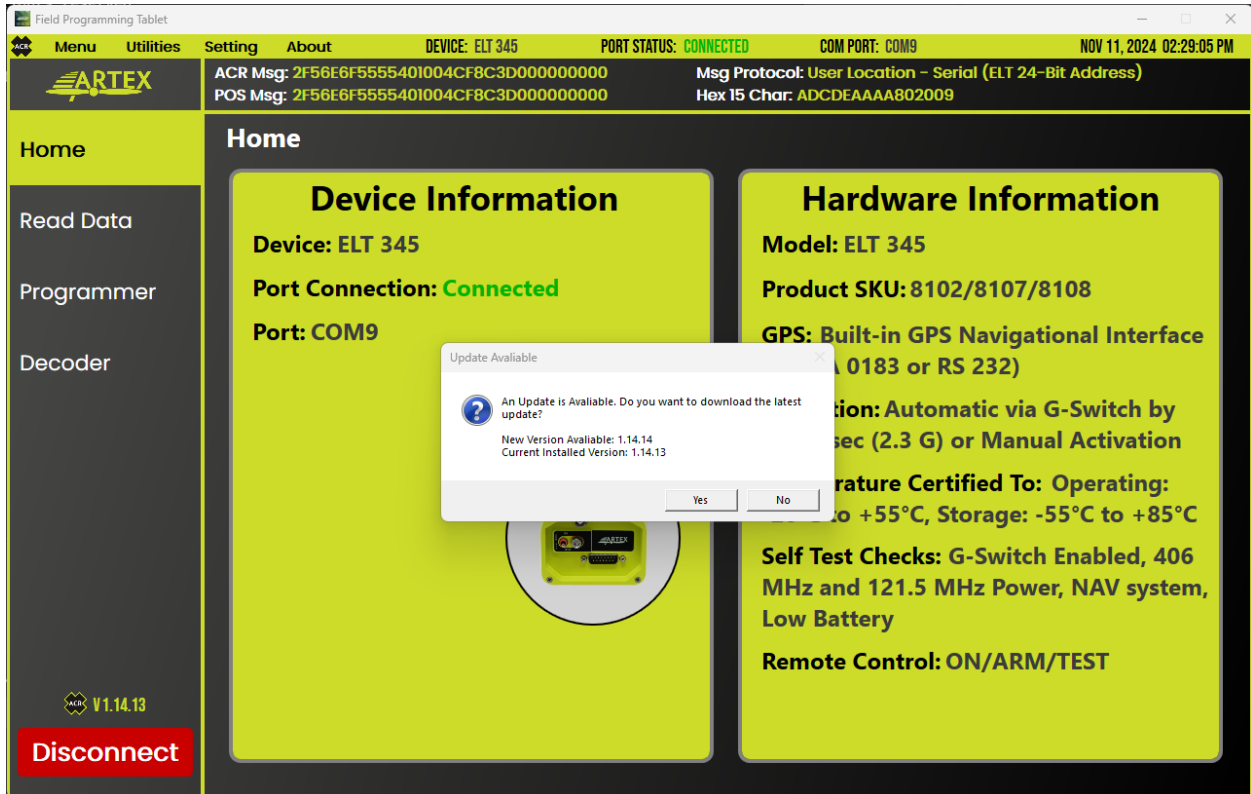 Field Programming Tablet
ACR Menu Utilities Setting About DEVICE: ELT 345 PORT STATUS: CONNECTED COM PORT: COM9 NOV 11, 2024 02:29:05 PM
ARTEX
ACR Msg: 2F56E6F5555401004CF8C3D000000000 Msg Protocol: User Location - Serial (ELT 24-Bit Address)
POS Msg: 2F56E6F5555401004CF8C3D000000000 Hex 15 Char: ADCDEAAAA802009
Home
Read Data
Programmer
Decoder
ACR V 1.14.13
Disconnect
Home
Device Information
Device: ELT 345
Port Connection: Connected
Port: COM9
ARTEX
Update Avaliable
An Update is Avaliable. Do you want to download the latest
update?
New Version Avaliable: 1.14.14
Current Installed Version: 1.14.13
Yes No
Hardware Information
Model: ELT 345
Product SKU: 8102/8107/8108
GPS: Built-in GPS Navigational Interface
0183 or RS 232)
tion: Automatic via G-Switch by
sec (2.3 G) or Manual Activation
rature Certified To: Operating:
to +55°C, Storage: -55°C to +85°C
Self Test Checks: G-Switch Enabled, 406
MHz and 121.5 MHz Power, NAV system,
Low Battery
Remote Control: ON/ARM/TEST